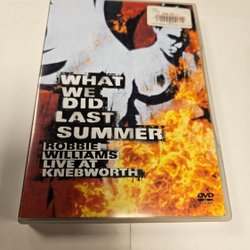 WHAT
WE
DID
LAST
SUMMER
ROBBIE
WILLIAMS
LIVE AT
KNEBWORTH
DVD